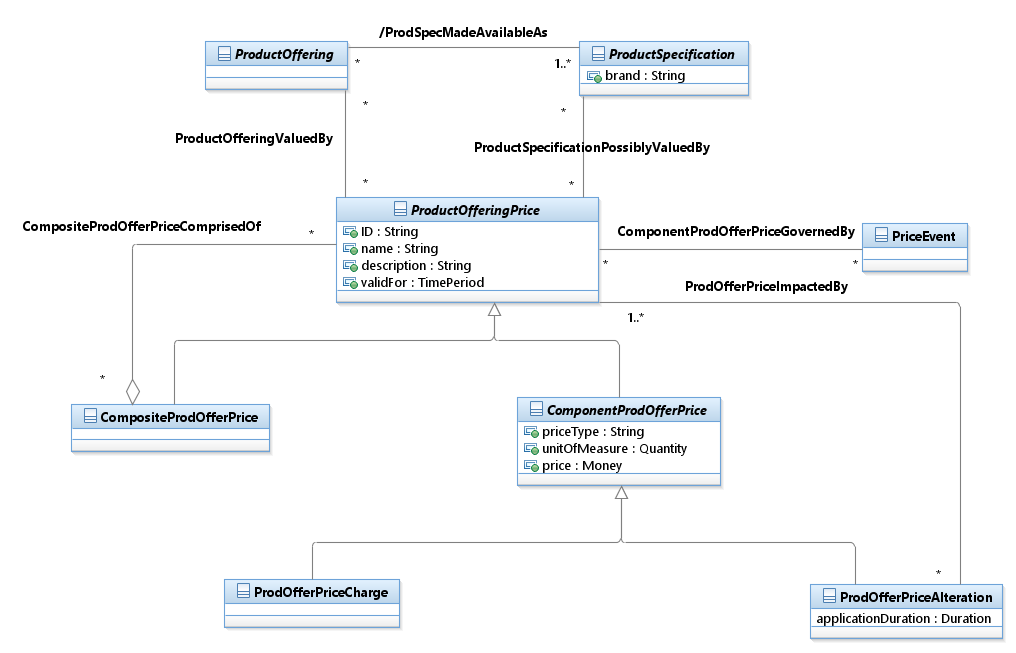 /ProdSpecMadeAvailableAs
ProductOffering
ProductSpecification
* 1..*
brand : String
* *
ProductOfferingValuedBy
ProductSpecificationPossiblyValuedBy
* *
ProductOfferingPrice
CompositeProdOfferPriceComprisedOf
*
ID : String
name : String
description : String
validFor : TimePeriod
ComponentProdOfferPriceGovernedBy
PriceEvent
* *
ProdOfferPriceImpactedBy
1..*
*
CompositeProdOfferPrice
ComponentProdOfferPrice
priceType : String
unitOfMeasure : Quantity
price : Money
*
ProdOfferPriceCharge
ProdOfferPriceAlteration
applicationDuration : Duration